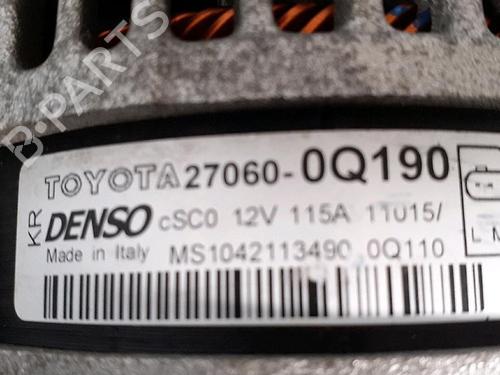 B-PARTS
TOYOTA 27060-0Q190
KR
DENSO cSC0 12V 115A 11015/
Made in Italy MS1042113490 0Q110
L M